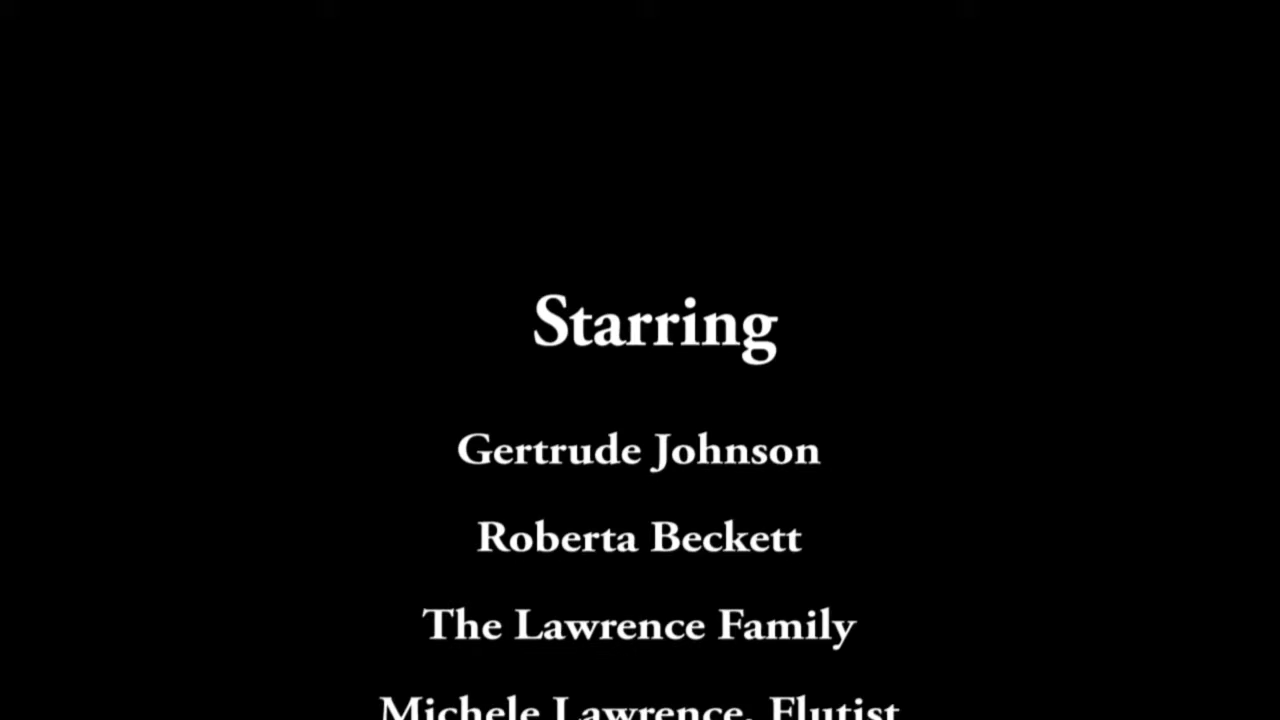 Starring
Gertrude Johnson
Roberta Beckett
The Lawrence Family
Michele Lawrence, Flutist